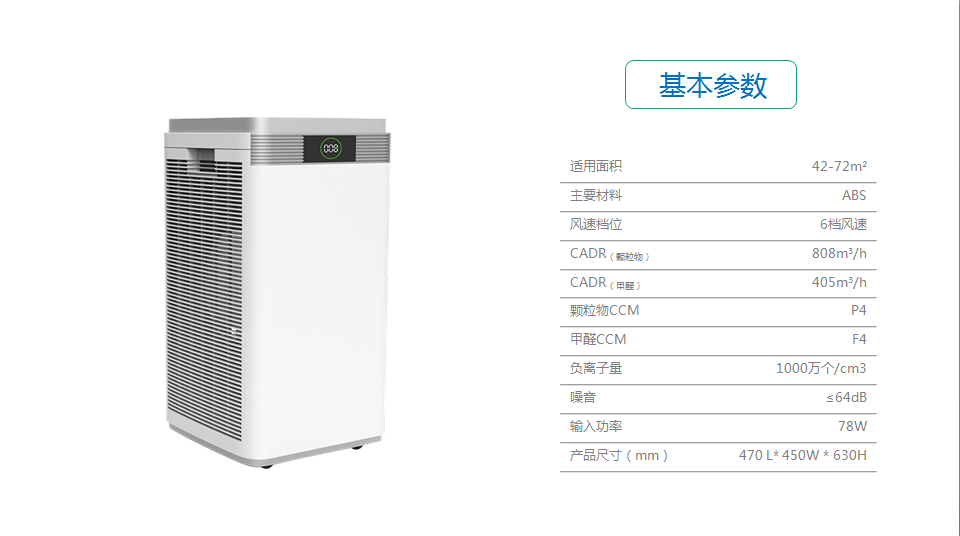 基本参数
008
适用面积 42-72m²
主要材料 ABS
风速档位 6档风速
CADR（颗粒物） 808m³/h
CADR（甲醛） 405m³/h
颗粒物CCM P4
甲醛CCM F4
负离子量 1000万个/cm3
噪音 ≤64dB
输入功率 78W
产品尺寸（mm） 470 L* 450W * 630H